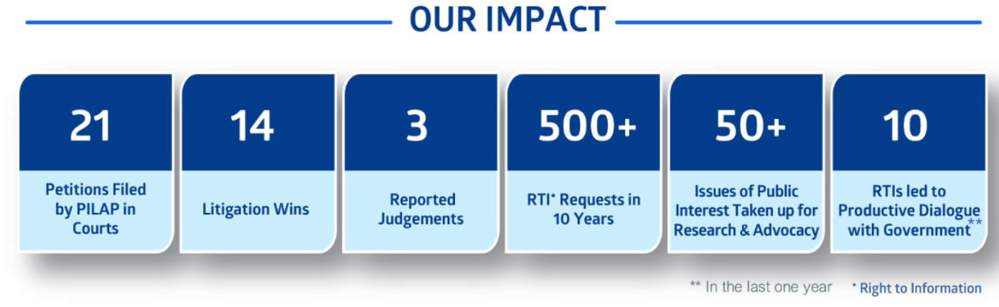 OUR IMPACT
21
Petitions Filed
by PILAP in
Courts
14
Litigation Wins
3
Reported
Judgements
500+
RTI* Requests in
10 Years
50+
Issues of Public
Interest Taken up for
Research & Advocacy
10
RTIs led to
Productive Dialogue
with Government**
** In the last one year * Right to Information